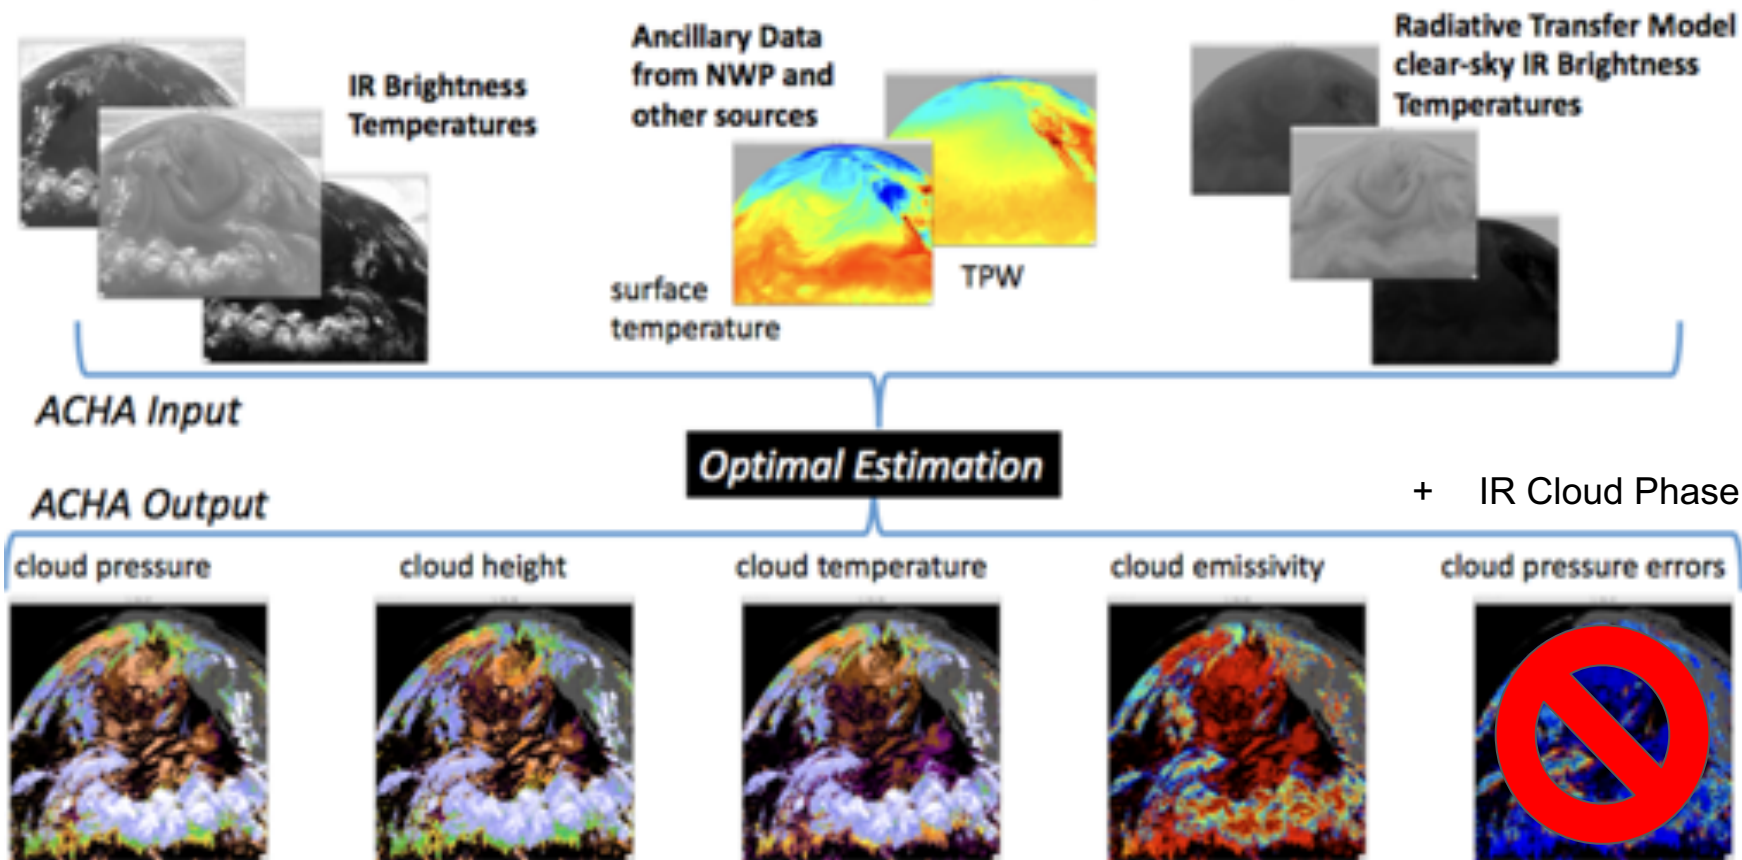 IR Brightness
Temperatures
Ancillary Data
from NWP and
other sources
Radiative Transfer Model
clear-sky IR Brightness
Temperatures
surface
temperature
TPW
ACHA Input
Optimal Estimation
ACHA Output
+ IR Cloud Phase
cloud pressure
cloud height
cloud temperature
cloud emissivity
cloud pressure errors